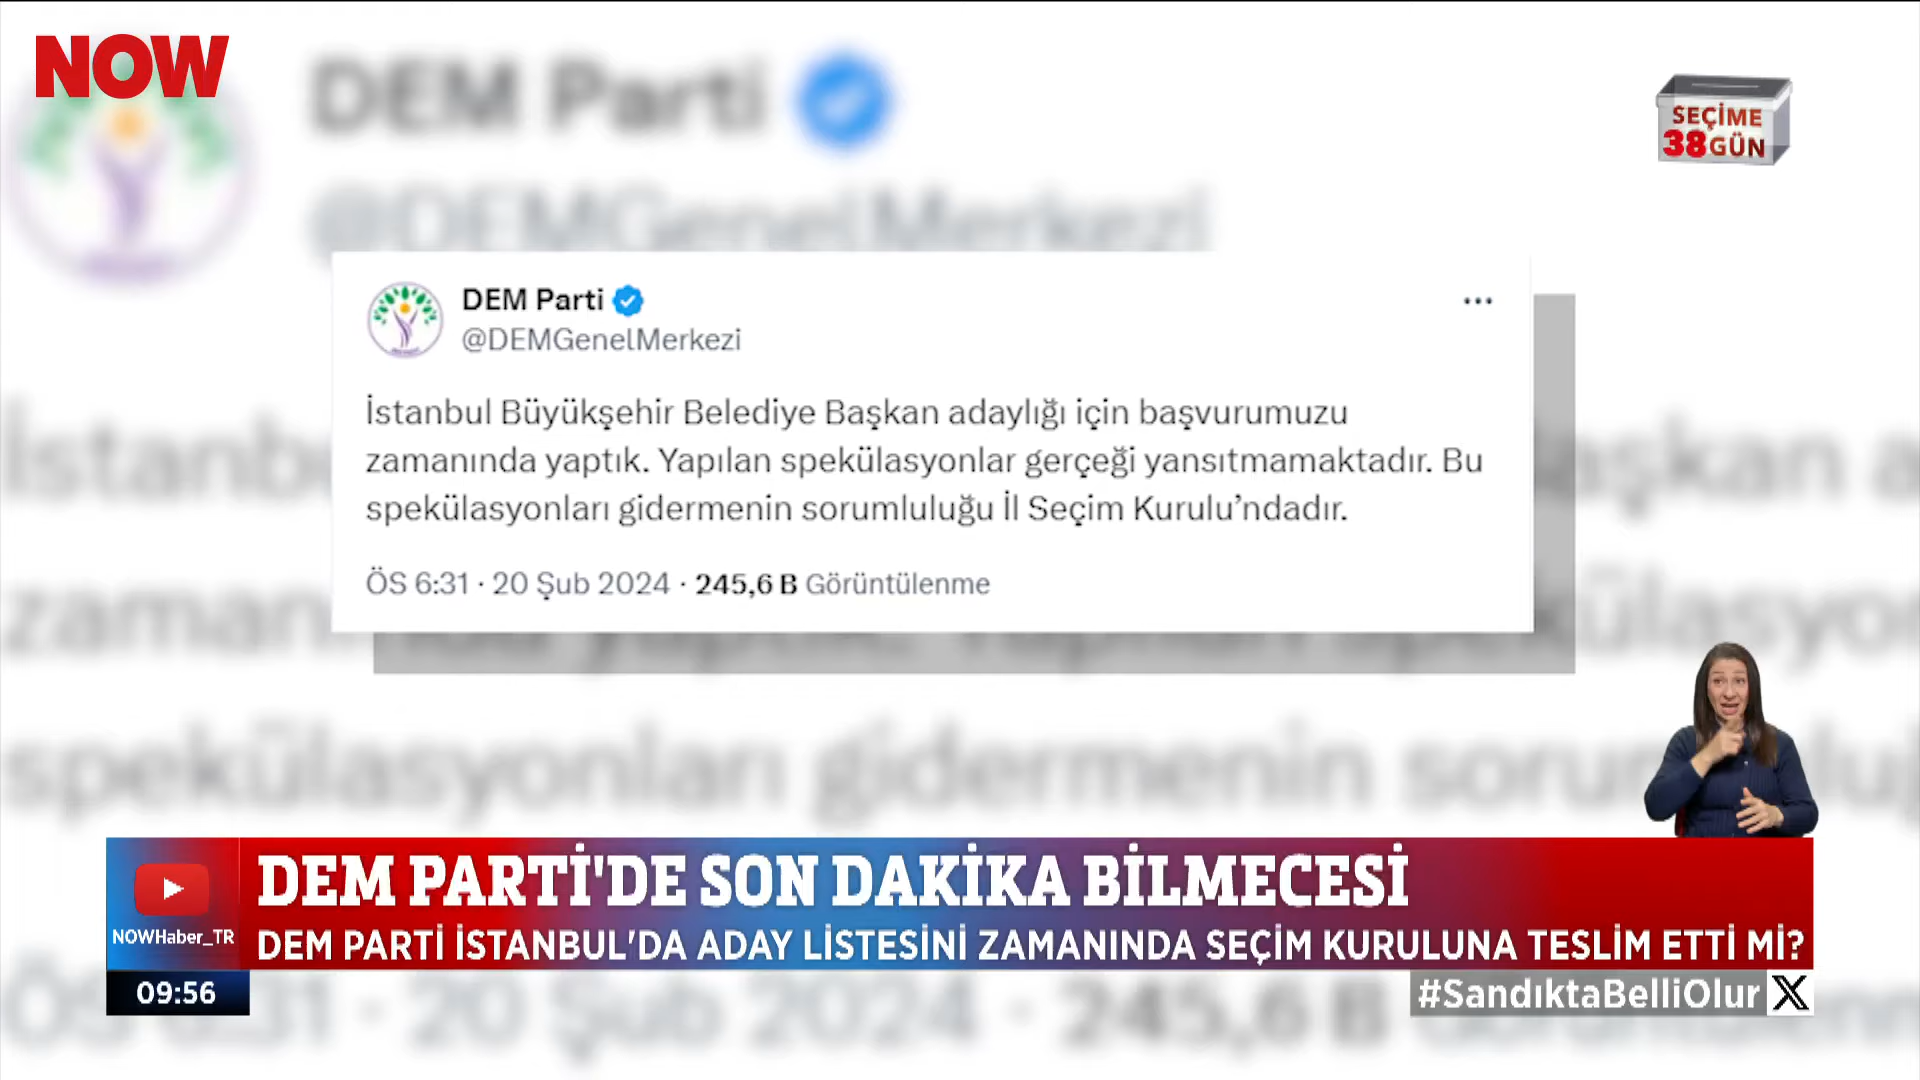 NOW
DEM Parti
@DEMGenelMerkezi
SEÇİME
38 GÜN
DEM Parti
@DEMGenelMerkezi
İstanbul Büyükşehir Belediye Başkan adaylığı için başvurumuzu
zamanında yaptık. Yapılan spekülasyonlar gerçeği yansıtmamaktadır. Bu
spekülasyonları gidermenin sorumluluğu İl Seçim Kurulu’ndadır.
ÖS 6:31 · 20 Şub 2024 · 245,6 B Görüntülenme
DEM PARTİ'DE SON DAKİKA BİLMECESİ
NOWHaber_TR
DEM PARTİ İSTANBUL'DA ADAY LİSTESİNİ ZAMANINDA SEÇİM KURULUNA TESLİM ETTİ Mİ?
09:56
#SandıktaBelliOlur X